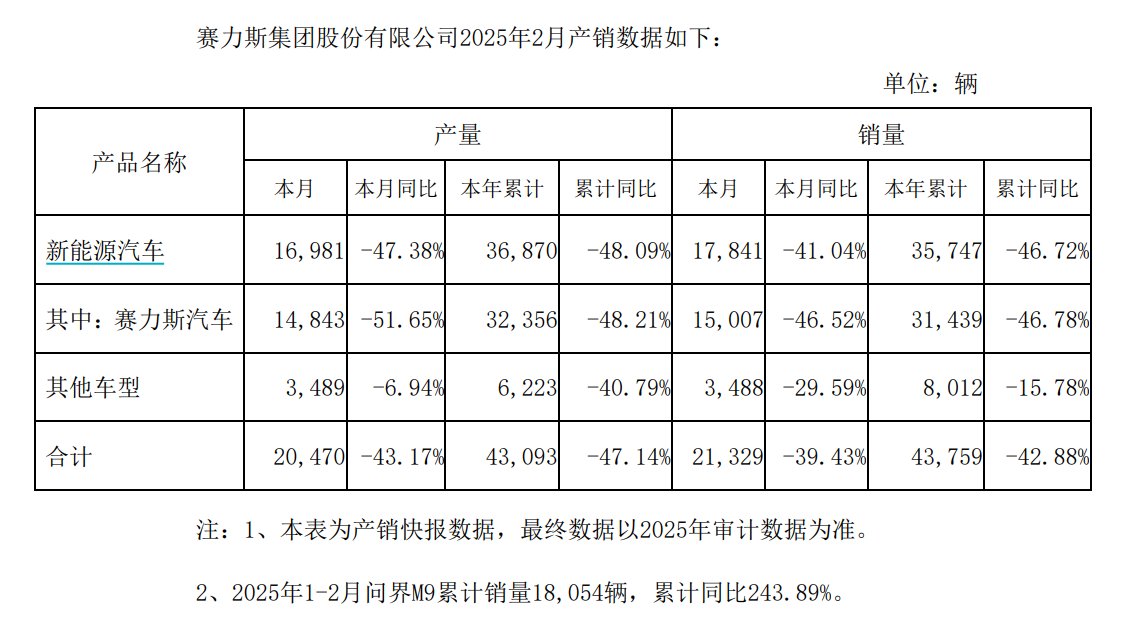 赛力斯集团股份有限公司2025年2月产销数据如下：
单位：辆
产品名称 产量 销量
本月 本月同比 本年累计 累计同比 本月 本月同比 本年累计 累计同比
新能源汽车 16,981 -47.38% 36,870 -48.09% 17,841 -41.04% 35,747 -46.72%
其中：赛力斯汽车 14,843 -51.65% 32,356 -48.21% 15,007 -46.52% 31,439 -46.78%
其他车型 3,489 -6.94% 6,223 -40.79% 3,488 -29.59% 8,012 -15.78%
合计 20,470 -43.17% 43,093 -47.14% 21,329 -39.43% 43,759 -42.88%
注：1、本表为产销快报数据，最终数据以2025年审计数据为准。
2、2025年1-2月问界M9累计销量18,054辆，累计同比243.89%。